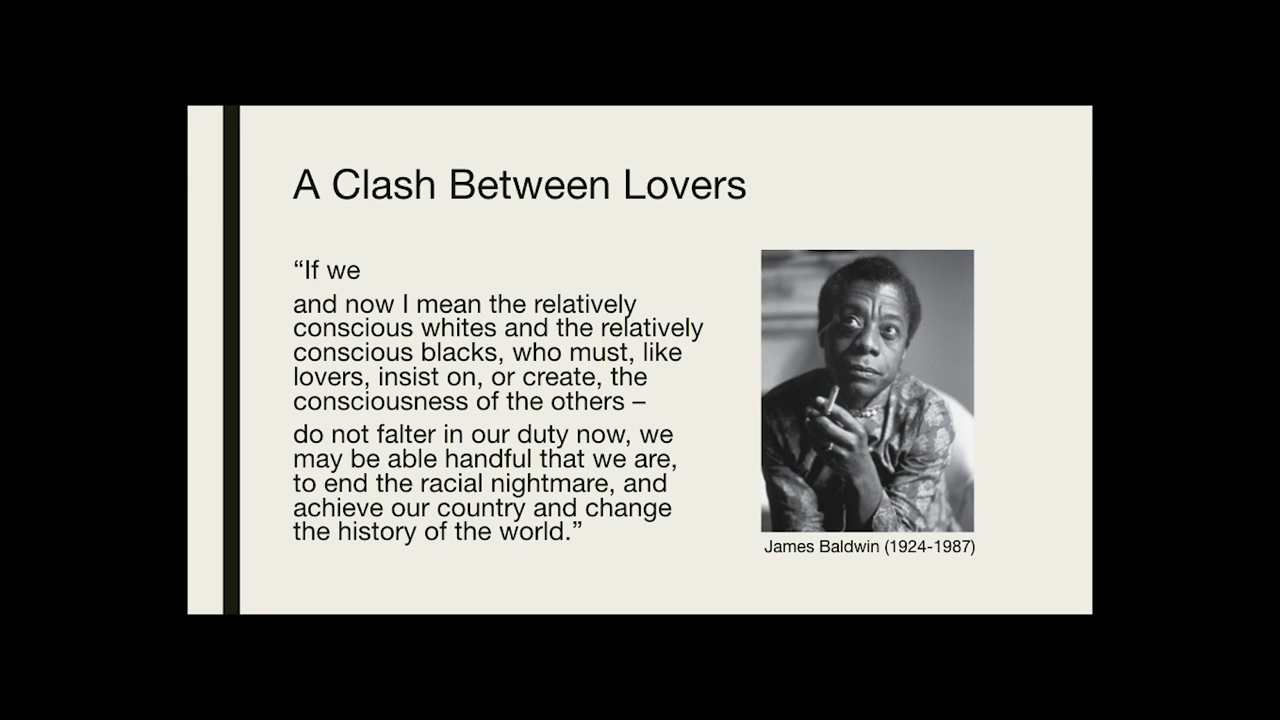 A Clash Between Lovers
“If we
and now I mean the relatively
conscious whites and the relatively
conscious blacks, who must, like
lovers, insist on, or create, the
consciousness of the others –
do not falter in our duty now, we
may be able handful that we are,
to end the racial nightmare, and
achieve our country and change
the history of the world.”
James Baldwin (1924-1987)